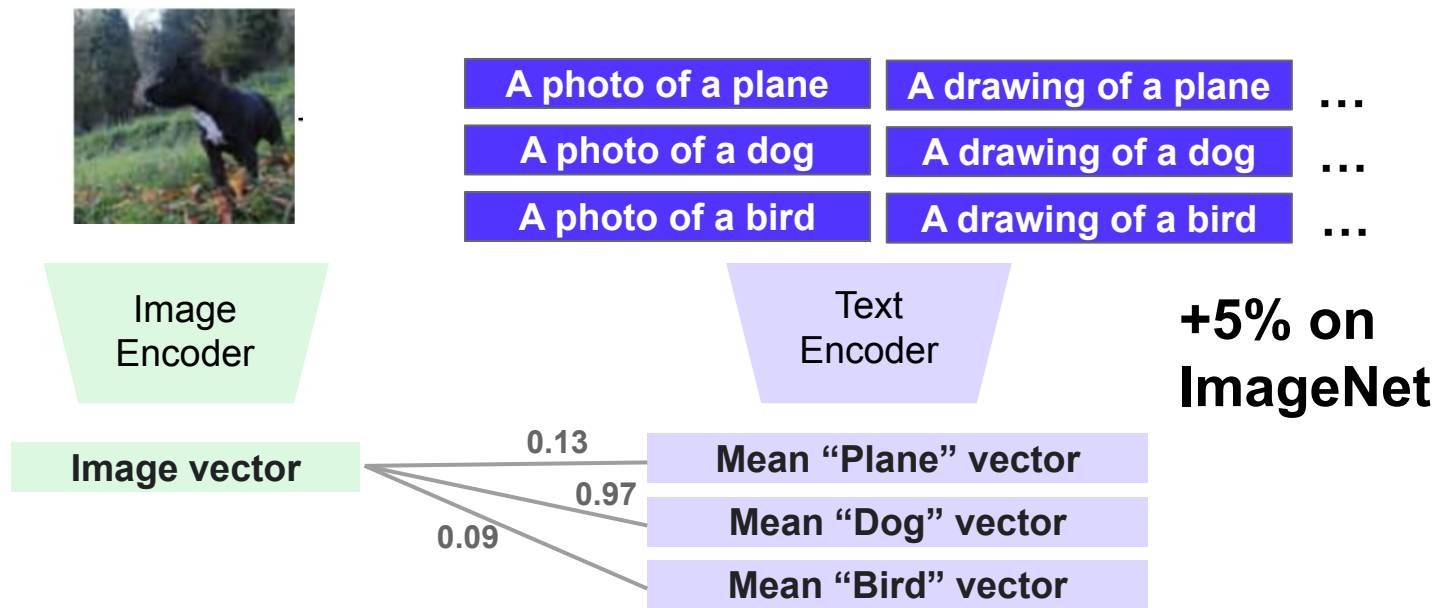 A photo of a plane
A drawing of a plane
...
A photo of a dog
A drawing of a dog
...
A photo of a bird
A drawing of a bird
...
Image
Encoder
Text
Encoder
+5% on
ImageNet
Image vector
0.13
0.97
0.09
Mean “Plane” vector
Mean “Dog” vector
Mean “Bird” vector